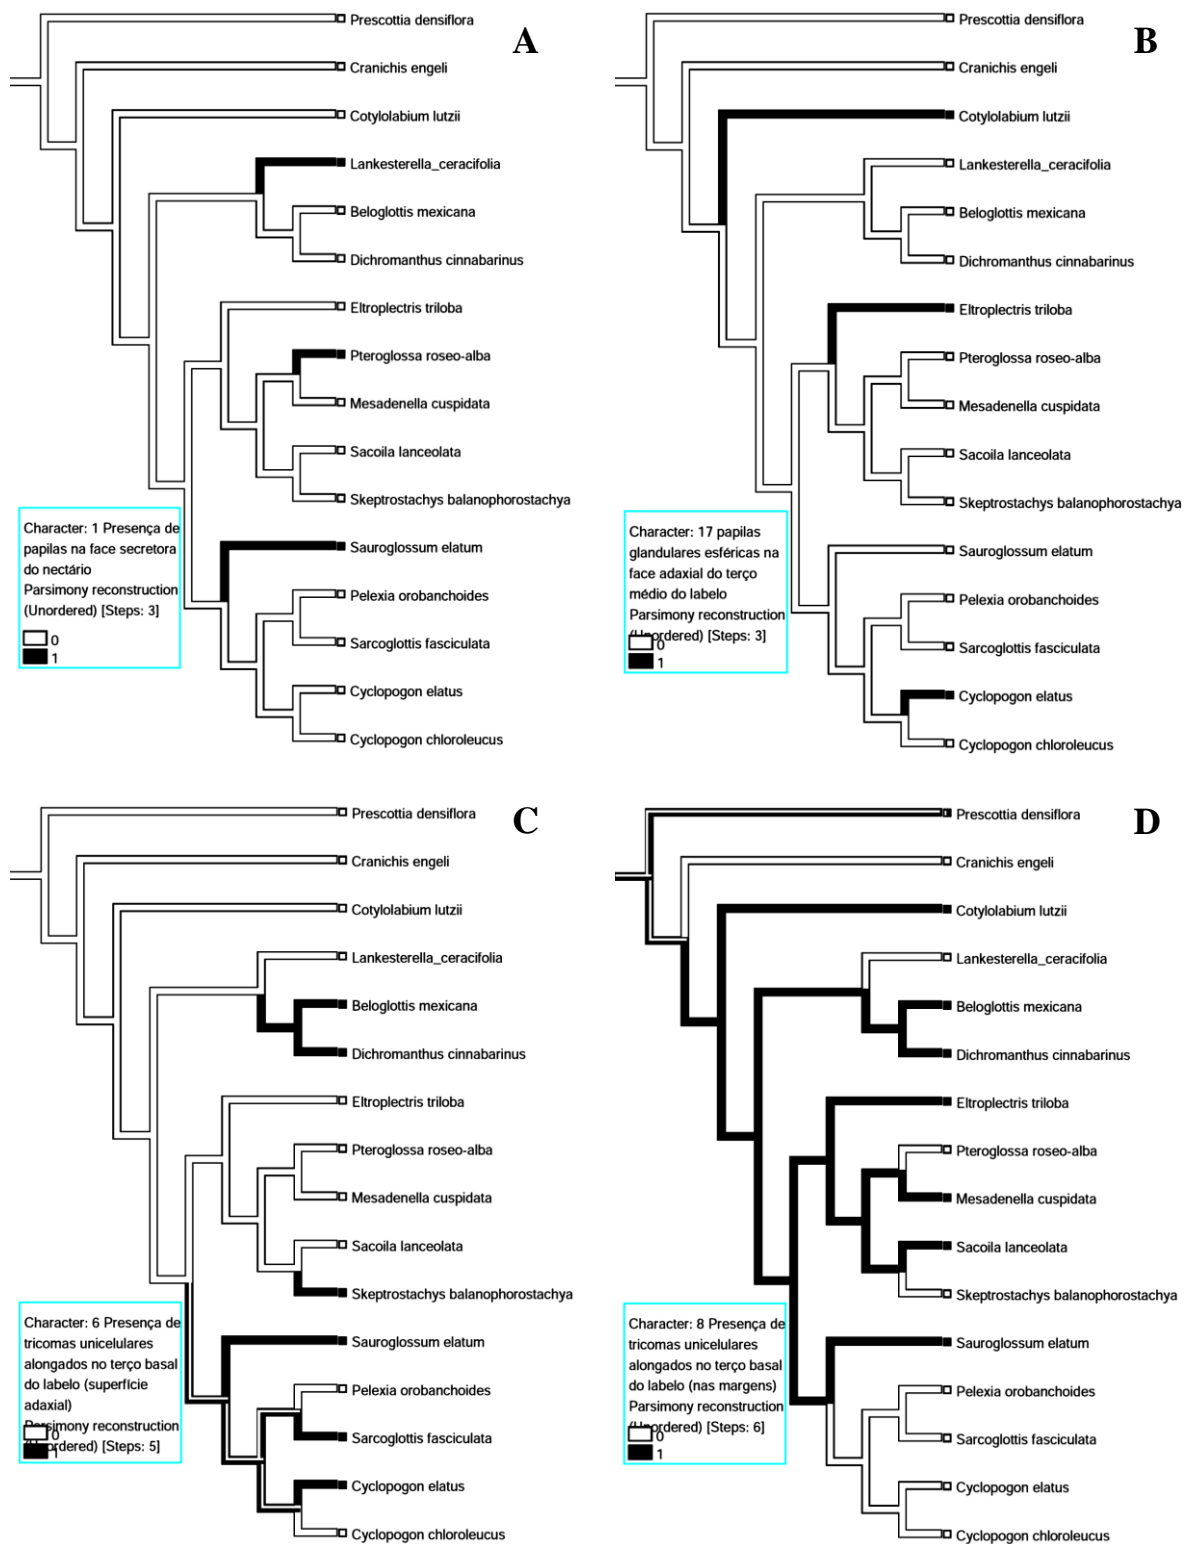 A
Prescottia densiflora
Cranichis engeli
Cotylolabium lutzii
Lankesterella_ceracifolia
Beloglottis mexicana
Dichromanthus cinnabarinus
Eltroplectris triloba
Pteroglossa roseo-alba
Mesadenella cuspidata
Sacoila lanceolata
Skeptrostachys balanophorostachya
Sauroglossum elatum
Pelexia orobanchoides
Sarcoglottis fasciculata
Cyclopogon elatus
Cyclopogon chloroleucus
Character: 1 Presença de
papilas na face secretora
do nectário
Parsimony reconstruction
(Unordered) [Steps: 3]
0
1
B
Prescottia densiflora
Cranichis engeli
Cotylolabium lutzii
Lankesterella_ceracifolia
Beloglottis mexicana
Dichromanthus cinnabarinus
Eltroplectris triloba
Pteroglossa roseo-alba
Mesadenella cuspidata
Sacoila lanceolata
Skeptrostachys balanophorostachya
Sauroglossum elatum
Pelexia orobanchoides
Sarcoglottis fasciculata
Cyclopogon elatus
Cyclopogon chloroleucus
Character: 17 papilas
glandulares esféricas na
face adaxial do terço
médio do labelo
Parsimony reconstruction
(Unordered) [Steps: 3]
0
1
C
Prescottia densiflora
Cranichis engeli
Cotylolabium lutzii
Lankesterella_ceracifolia
Beloglottis mexicana
Dichromanthus cinnabarinus
Eltroplectris triloba
Pteroglossa roseo-alba
Mesadenella cuspidata
Sacoila lanceolata
Skeptrostachys balanophorostachya
Sauroglossum elatum
Pelexia orobanchoides
Sarcoglottis fasciculata
Cyclopogon elatus
Cyclopogon chloroleucus
Character: 6 Presença de
tricomas unicelulares
alongados no terço basal
do labelo (superfície
adaxial)
Parsimony reconstruction
(Unordered) [Steps: 5]
0
1
D
Prescottia densiflora
Cranichis engeli
Cotylolabium lutzii
Lankesterella_ceracifolia
Beloglottis mexicana
Dichromanthus cinnabarinus
Eltroplectris triloba
Pteroglossa roseo-alba
Mesadenella cuspidata
Sacoila lanceolata
Skeptrostachys balanophorostachya
Sauroglossum elatum
Pelexia orobanchoides
Sarcoglottis fasciculata
Cyclopogon elatus
Cyclopogon chloroleucus
Character: 8 Presença de
tricomas unicelulares
alongados no terço basal
do labelo (nas margens)
Parsimony reconstruction
(Unordered) [Steps: 6]
0
1